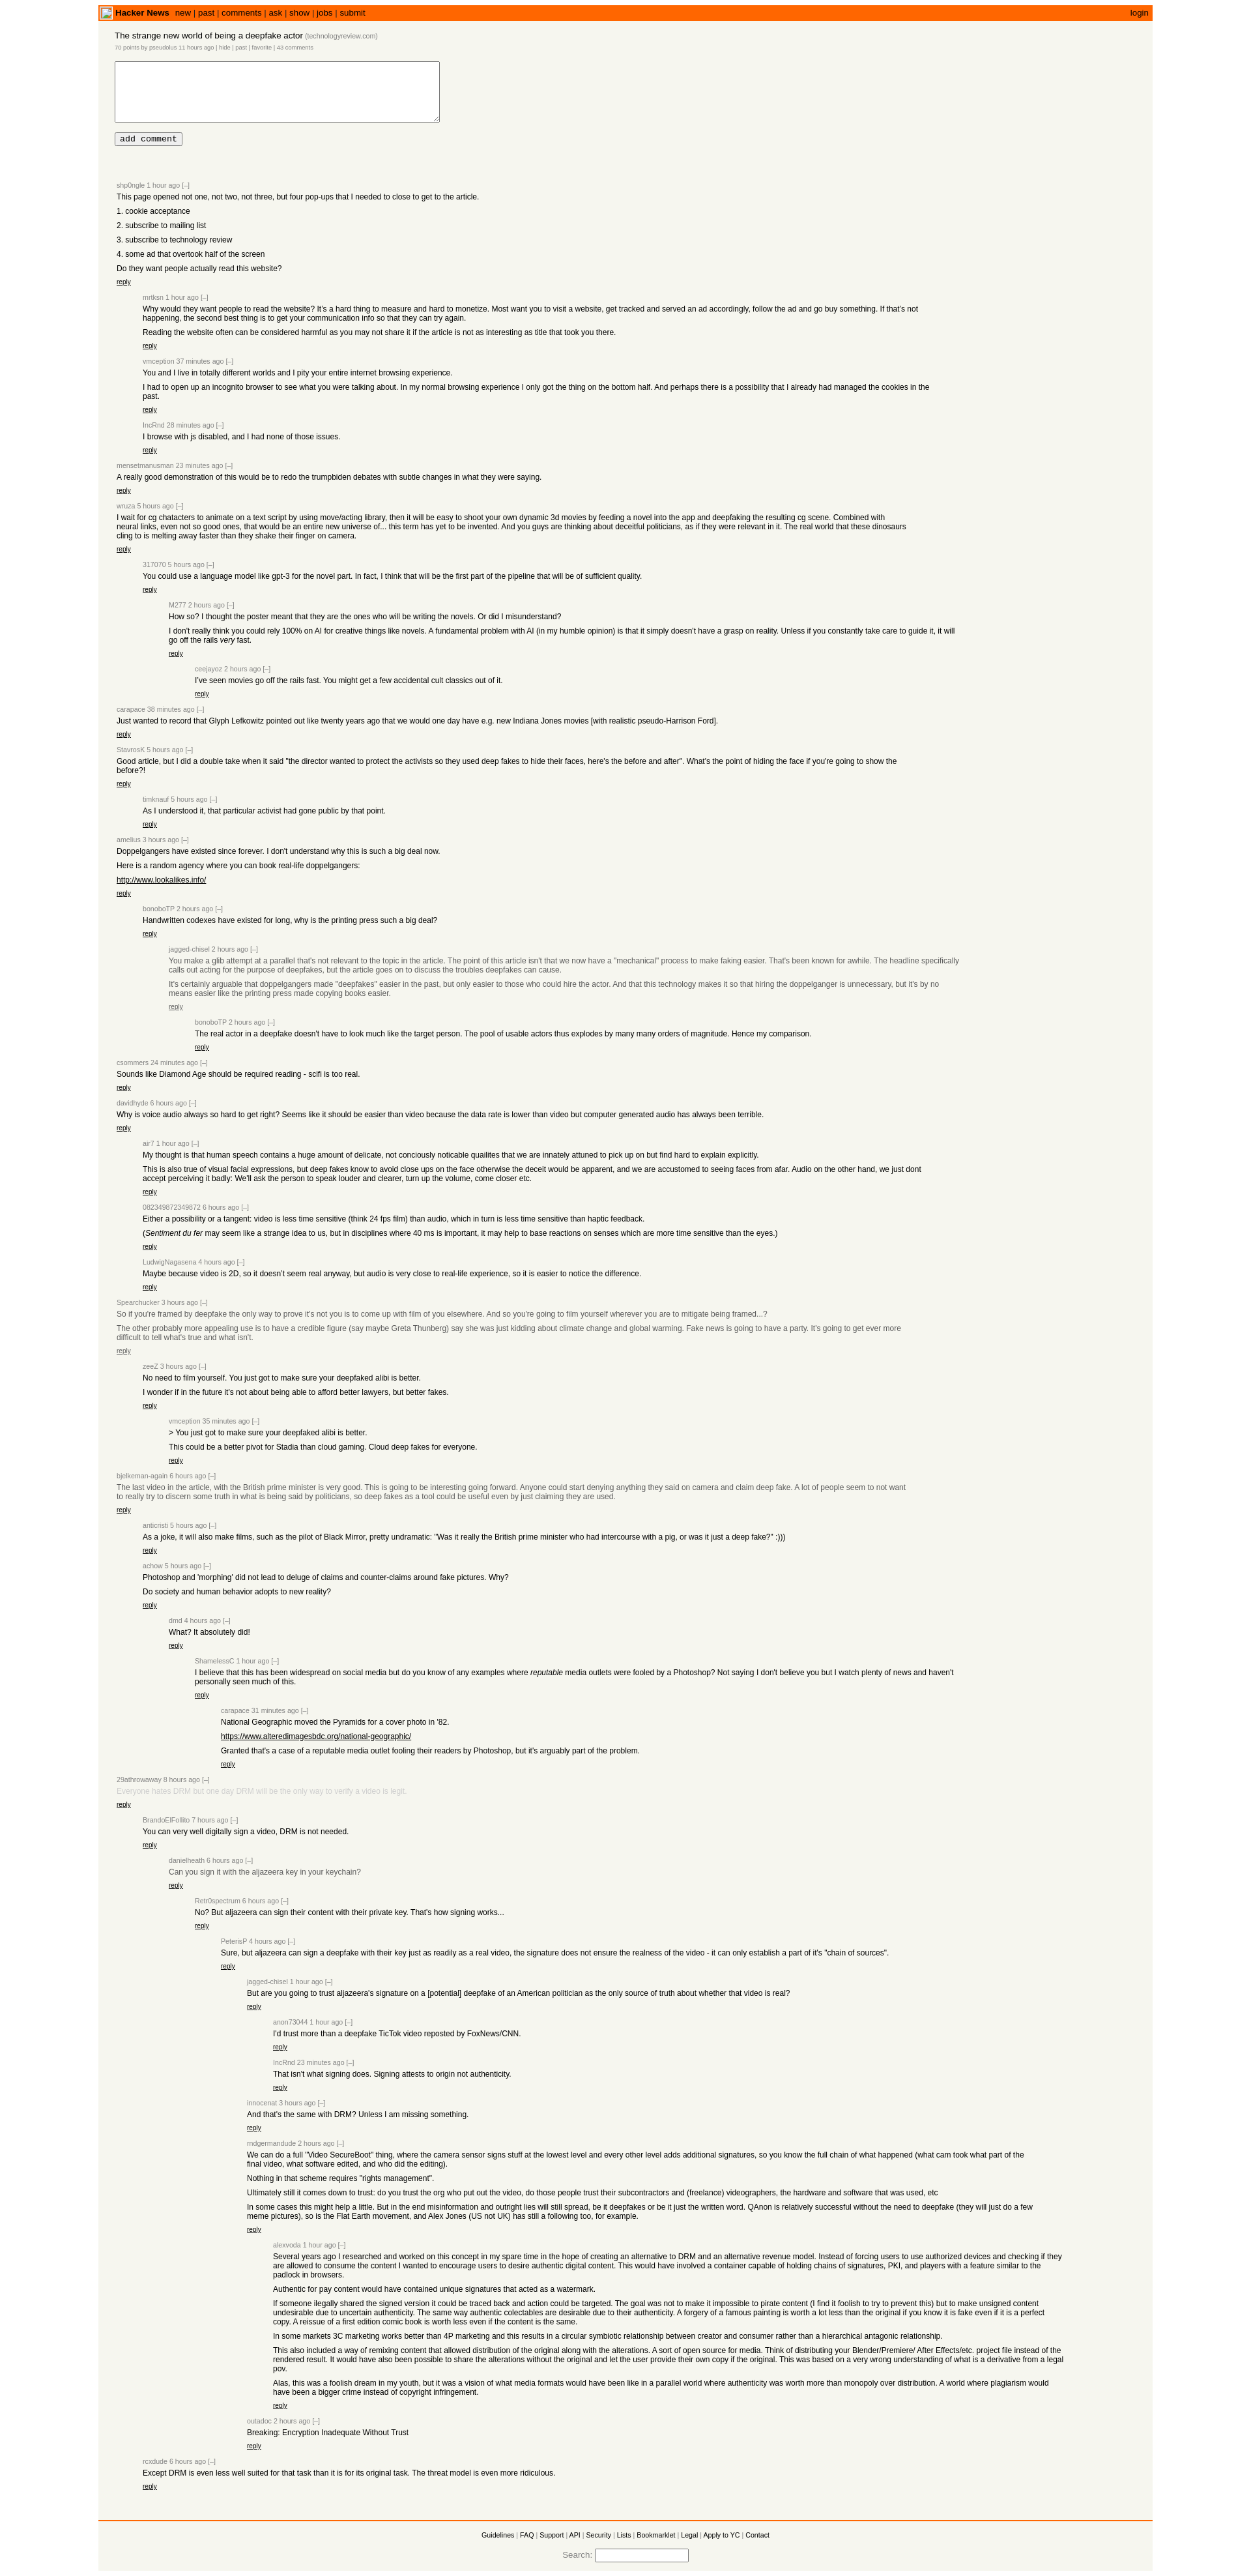 Hacker News new | past | comments | ask | show | jobs | submit login
The strange new world of being a deepfake actor (technologyreview.com)
70 points by pseudolus 11 hours ago | hide | past | favorite | 43 comments
add comment
shp0ngle 1 hour ago [–]
This page opened not one, not two, not three, but four pop-ups that I needed to close to get to the article.
1. cookie acceptance
2. subscribe to mailing list
3. subscribe to technology review
4. some ad that overtook half of the screen
Do they want people actually read this website?
reply
mrtksn 1 hour ago [–]
Why would they want people to read the website? It's a hard thing to measure and hard to monetize. Most want you to visit a website, get tracked and served an ad accordingly, follow the ad and go buy something. If that's not
happening, the second best thing is to get your communication info so that they can try again.
Reading the website often can be considered harmful as you may not share it if the article is not as interesting as title that took you there.
reply
vmception 37 minutes ago [–]
You and I live in totally different worlds and I pity your entire internet browsing experience.
I had to open up an incognito browser to see what you were talking about. In my normal browsing experience I only got the thing on the bottom half. And perhaps there is a possibility that I already had managed the cookies in the
past.
reply
IncRnd 28 minutes ago [–]
I browse with js disabled, and I had none of those issues.
reply
mensetmanusman 23 minutes ago [–]
A really good demonstration of this would be to redo the trumpbiden debates with subtle changes in what they were saying.
reply
wruza 5 hours ago [–]
I wait for cg chatacters to animate on a text script by using move/acting library, then it will be easy to shoot your own dynamic 3d movies by feeding a novel into the app and deepfaking the resulting cg scene. Combined with
neural links, even not so good ones, that would be an entire new universe of... this term has yet to be invented. And you guys are thinking about deceitful politicians, as if they were relevant in it. The real world that these dinosaurs
cling to is melting away faster than they shake their finger on camera.
reply
317070 5 hours ago [–]
You could use a language model like gpt-3 for the novel part. In fact, I think that will be the first part of the pipeline that will be of sufficient quality.
reply
M277 2 hours ago [–]
How so? I thought the poster meant that they are the ones who will be writing the novels. Or did I misunderstand?
I don't really think you could rely 100% on AI for creative things like novels. A fundamental problem with AI (in my humble opinion) is that it simply doesn't have a grasp on reality. Unless if you constantly take care to guide it, it will
go off the rails very fast.
reply
ceejayoz 2 hours ago [–]
I've seen movies go off the rails fast. You might get a few accidental cult classics out of it.
reply
carapace 38 minutes ago [–]
Just wanted to record that Glyph Lefkowitz pointed out like twenty years ago that we would one day have e.g. new Indiana Jones movies [with realistic pseudo-Harrison Ford].
reply
StavrosK 5 hours ago [–]
Good article, but I did a double take when it said "the director wanted to protect the activists so they used deep fakes to hide their faces, here's the before and after". What's the point of hiding the face if you're going to show the
before?!
reply
timknauf 5 hours ago [–]
As I understood it, that particular activist had gone public by that point.
reply
amelius 3 hours ago [–]
Doppelgangers have existed since forever. I don't understand why this is such a big deal now.
Here is a random agency where you can book real-life doppelgangers:
http://www.lookalikes.info/
reply
bonoboTP 2 hours ago [–]
Handwritten codexes have existed for long, why is the printing press such a big deal?
reply
jagged-chisel 2 hours ago [–]
You make a glib attempt at a parallel that's not relevant to the topic in the article. The point of this article isn't that we now have a "mechanical" process to make faking easier. That's been known for awhile. The headline specifically
calls out acting for the purpose of deepfakes, but the article goes on to discuss the troubles deepfakes can cause.
It's certainly arguable that doppelgangers made "deepfakes" easier in the past, but only easier to those who could hire the actor. And that this technology makes it so that hiring the doppelganger is unnecessary, but it's by no
means easier like the printing press made copying books easier.
reply
bonoboTP 2 hours ago [–]
The real actor in a deepfake doesn't have to look much like the target person. The pool of usable actors thus explodes by many many orders of magnitude. Hence my comparison.
reply
csommers 24 minutes ago [–]
Sounds like Diamond Age should be required reading - scifi is too real.
reply
davidhyde 6 hours ago [–]
Why is voice audio always so hard to get right? Seems like it should be easier than video because the data rate is lower than video but computer generated audio has always been terrible.
reply
air7 1 hour ago [–]
My thought is that human speech contains a huge amount of delicate, not conciously noticable quailites that we are innately attuned to pick up on but find hard to explain explicitly.
This is also true of visual facial expressions, but deep fakes know to avoid close ups on the face otherwise the deceit would be apparent, and we are accustomed to seeing faces from afar. Audio on the other hand, we just dont
accept perceiving it badly: We'll ask the person to speak louder and clearer, turn up the volume, come closer etc.
reply
082349872349872 6 hours ago [–]
Either a possibility or a tangent: video is less time sensitive (think 24 fps film) than audio, which in turn is less time sensitive than haptic feedback.
(Sentiment du fer may seem like a strange idea to us, but in disciplines where 40 ms is important, it may help to base reactions on senses which are more time sensitive than the eyes.)
reply
LudwigNagasena 4 hours ago [–]
Maybe because video is 2D, so it doesn't seem real anyway, but audio is very close to real-life experience, so it is easier to notice the difference.
reply
Spearchucker 3 hours ago [–]
So if you're framed by deepfake the only way to prove it's not you is to come up with film of you elsewhere. And so you're going to film yourself wherever you are to mitigate being framed...?
The other probably more appealing use is to have a credible figure (say maybe Greta Thunberg) say she was just kidding about climate change and global warming. Fake news is going to have a party. It's going to get ever more
difficult to tell what's true and what isn't.
reply
zeeZ 3 hours ago [–]
No need to film yourself. You just got to make sure your deepfaked alibi is better.
I wonder if in the future it's not about being able to afford better lawyers, but better fakes.
reply
vmception 35 minutes ago [–]
> You just got to make sure your deepfaked alibi is better.
This could be a better pivot for Stadia than cloud gaming. Cloud deep fakes for everyone.
reply
bjelkeman-again 6 hours ago [–]
The last video in the article, with the British prime minister is very good. This is going to be interesting going forward. Anyone could start denying anything they said on camera and claim deep fake. A lot of people seem to not want
to really try to discern some truth in what is being said by politicians, so deep fakes as a tool could be useful even by just claiming they are used.
reply
anticristi 5 hours ago [–]
As a joke, it will also make films, such as the pilot of Black Mirror, pretty undramatic: "Was it really the British prime minister who had intercourse with a pig, or was it just a deep fake?" :)))
reply
achow 5 hours ago [–]
Photoshop and 'morphing' did not lead to deluge of claims and counter-claims around fake pictures. Why?
Do society and human behavior adopts to new reality?
reply
dmd 4 hours ago [–]
What? It absolutely did!
reply
ShamelessC 1 hour ago [–]
I believe that this has been widespread on social media but do you know of any examples where reputable media outlets were fooled by a Photoshop? Not saying I don't believe you but I watch plenty of news and haven't
personally seen much of this.
reply
carapace 31 minutes ago [–]
National Geographic moved the Pyramids for a cover photo in '82.
https://www.alteredimagesbdc.org/national-geographic/
Granted that's a case of a reputable media outlet fooling their readers by Photoshop, but it's arguably part of the problem.
reply
29athrowaway 8 hours ago [–]
Everyone hates DRM but one day DRM will be the only way to verify a video is legit.
reply
BrandoElFollito 7 hours ago [–]
You can very well digitally sign a video, DRM is not needed.
reply
danielheath 6 hours ago [–]
Can you sign it with the aljazeera key in your keychain?
reply
Retr0spectrum 6 hours ago [–]
No? But aljazeera can sign their content with their private key. That's how signing works...
reply
PeterisP 4 hours ago [–]
Sure, but aljazeera can sign a deepfake with their key just as readily as a real video, the signature does not ensure the realness of the video - it can only establish a part of it's "chain of sources".
reply
jagged-chisel 1 hour ago [–]
But are you going to trust aljazeera's signature on a [potential] deepfake of an American politician as the only source of truth about whether that video is real?
reply
anon73044 1 hour ago [–]
I'd trust more than a deepfake TicTok video reposted by FoxNews/CNN.
reply
IncRnd 23 minutes ago [–]
That isn't what signing does. Signing attests to origin not authenticity.
reply
innocenat 3 hours ago [–]
And that's the same with DRM? Unless I am missing something.
reply
rndgermandude 2 hours ago [–]
We can do a full "Video SecureBoot" thing, where the camera sensor signs stuff at the lowest level and every other level adds additional signatures, so you know the full chain of what happened (what cam took what part of the
final video, what software edited, and who did the editing).
Nothing in that scheme requires "rights management".
Ultimately still it comes down to trust: do you trust the org who put out the video, do those people trust their subcontractors and (freelance) videographers, the hardware and software that was used, etc
In some cases this might help a little. But in the end misinformation and outright lies will still spread, be it deepfakes or be it just the written word. QAnon is relatively successful without the need to deepfake (they will just do a few
meme pictures), so is the Flat Earth movement, and Alex Jones (US not UK) has still a following too, for example.
reply
alexvoda 1 hour ago [–]
Several years ago I researched and worked on this concept in my spare time in the hope of creating an alternative to DRM and an alternative revenue model. Instead of forcing users to use authorized devices and checking if they
are allowed to consume the content I wanted to encourage users to desire authentic digital content. This would have involved a container capable of holding chains of signatures, PKI, and players with a feature similar to the
padlock in browsers.
Authentic for pay content would have contained unique signatures that acted as a watermark.
If someone ilegally shared the signed version it could be traced back and action could be targeted. The goal was not to make it impossible to pirate content (I find it foolish to try to prevent this) but to make unsigned content
undesirable due to uncertain authenticity. The same way authentic colectables are desirable due to their authenticity. A forgery of a famous painting is worth a lot less than the original if you know it is fake even if it is a perfect
copy. A reissue of a first edition comic book is worth less even if the content is the same.
In some markets 3C marketing works better than 4P marketing and this results in a circular symbiotic relationship between creator and consumer rather than a hierarchical antagonic relationship.
This also included a way of remixing content that allowed distribution of the original along with the alterations. A sort of open source for media. Think of distributing your Blender/Premiere/ After Effects/etc. project file instead of the
rendered result. It would have also been possible to share the alterations without the original and let the user provide their own copy if the original. This was based on a very wrong understanding of what is a derivative from a legal
pov.
Alas, this was a foolish dream in my youth, but it was a vision of what media formats would have been like in a parallel world where authenticity was worth more than monopoly over distribution. A world where plagiarism would
have been a bigger crime instead of copyright infringement.
reply
outadoc 2 hours ago [–]
Breaking: Encryption Inadequate Without Trust
reply
rcxdude 6 hours ago [–]
Except DRM is even less well suited for that task than it is for its original task. The threat model is even more ridiculous.
reply
Guidelines | FAQ | Support | API | Security | Lists | Bookmarklet | Legal | Apply to YC | Contact
Search: